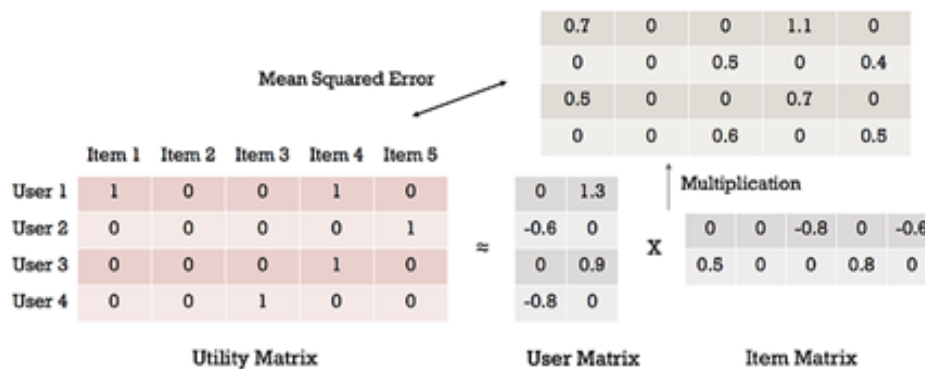 0.7 0 0 1.1 0
0 0 0.5 0 0.4
0.5 0 0 0.7 0
0 0 0.6 0 0.5
Mean Squared Error
Multiplication
Item 1 Item 2 Item 3 Item 4 Item 5
User 1 1 0 0 1 0
User 2 0 0 0 0 1
User 3 0 0 0 1 0
User 4 0 0 1 0 0
≈
0 1.3
-0.6 0
0 0.9
-0.8 0
X
0 0 -0.8 0 -0.6
0.5 0 0 0.8 0
Utility Matrix
User Matrix
Item Matrix